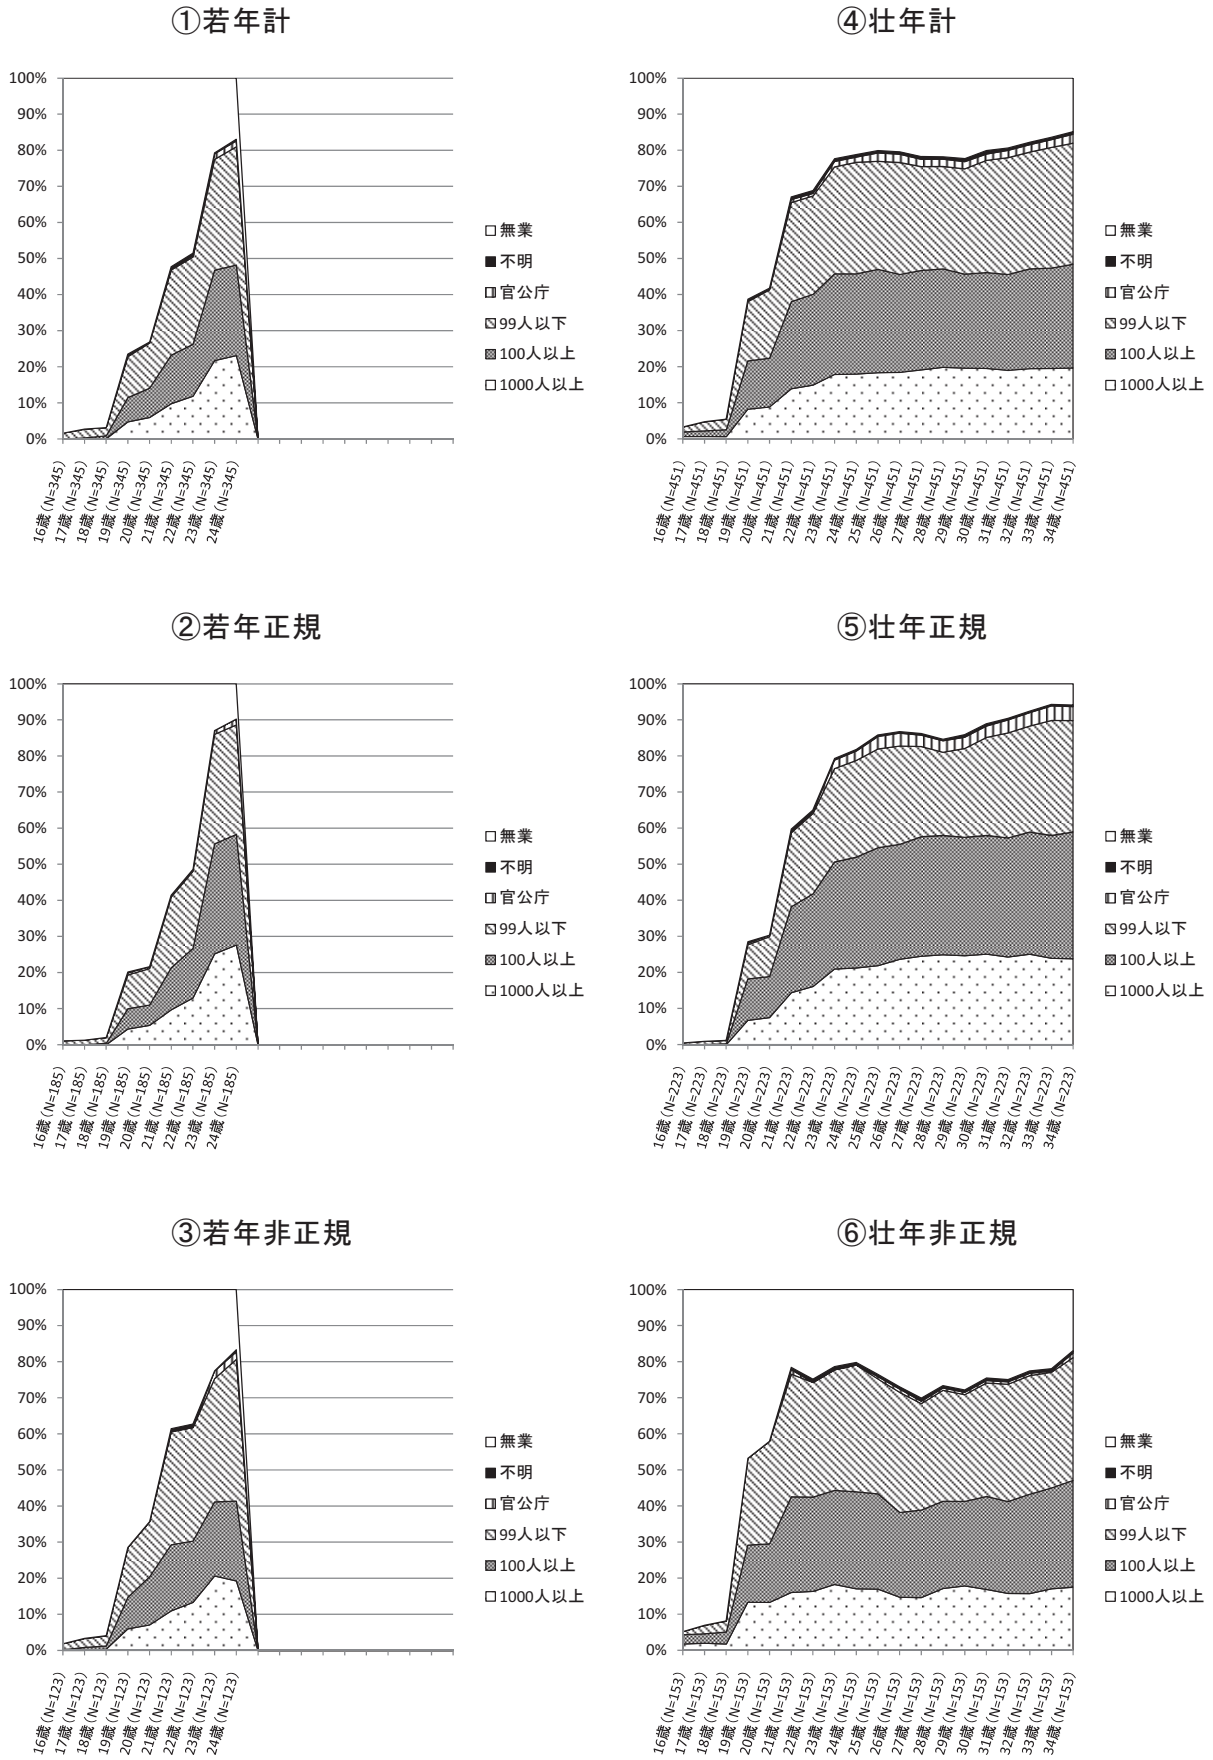 ①若年計
100%
90%
80%
70%
60%
50%
40%
30%
20%
10%
0%
16歳(N=345)
17歳(N=345)
18歳(N=345)
19歳(N=345)
20歳(N=345)
21歳(N=345)
22歳(N=345)
23歳(N=345)
24歳(N=345)
無業
不明
官公庁
99人以下
100人以上
1000人以上
④壮年計
100%
90%
80%
70%
60%
50%
40%
30%
20%
10%
0%
16歳(N=451)
17歳(N=451)
18歳(N=451)
19歳(N=451)
20歳(N=451)
21歳(N=451)
22歳(N=451)
23歳(N=451)
24歳(N=451)
25歳(N=451)
26歳(N=451)
27歳(N=451)
28歳(N=451)
29歳(N=451)
30歳(N=451)
31歳(N=451)
32歳(N=451)
33歳(N=451)
34歳(N=451)
無業
不明
官公庁
99人以下
100人以上
1000人以上
②若年正規
100%
90%
80%
70%
60%
50%
40%
30%
20%
10%
0%
16歳(N=185)
17歳(N=185)
18歳(N=185)
19歳(N=185)
20歳(N=185)
21歳(N=185)
22歳(N=185)
23歳(N=185)
24歳(N=185)
無業
不明
官公庁
99人以下
100人以上
1000人以上
⑤壮年正規
100%
90%
80%
70%
60%
50%
40%
30%
20%
10%
0%
16歳(N=223)
17歳(N=223)
18歳(N=223)
19歳(N=223)
20歳(N=223)
21歳(N=223)
22歳(N=223)
23歳(N=223)
24歳(N=223)
25歳(N=223)
26歳(N=223)
27歳(N=223)
28歳(N=223)
29歳(N=223)
30歳(N=223)
31歳(N=223)
32歳(N=223)
33歳(N=223)
34歳(N=223)
無業
不明
官公庁
99人以下
100人以上
1000人以上
③若年非正規
100%
90%
80%
70%
60%
50%
40%
30%
20%
10%
0%
16歳(N=123)
17歳(N=123)
18歳(N=123)
19歳(N=123)
20歳(N=123)
21歳(N=123)
22歳(N=123)
23歳(N=123)
24歳(N=123)
無業
不明
官公庁
99人以下
100人以上
1000人以上
⑥壮年非正規
100%
90%
80%
70%
60%
50%
40%
30%
20%
10%
0%
16歳(N=153)
17歳(N=153)
18歳(N=153)
19歳(N=153)
20歳(N=153)
21歳(N=153)
22歳(N=153)
23歳(N=153)
24歳(N=153)
25歳(N=153)
26歳(N=153)
27歳(N=153)
28歳(N=153)
29歳(N=153)
30歳(N=153)
31歳(N=153)
32歳(N=153)
33歳(N=153)
34歳(N=153)
無業
不明
官公庁
99人以下
100人以上
1000人以上